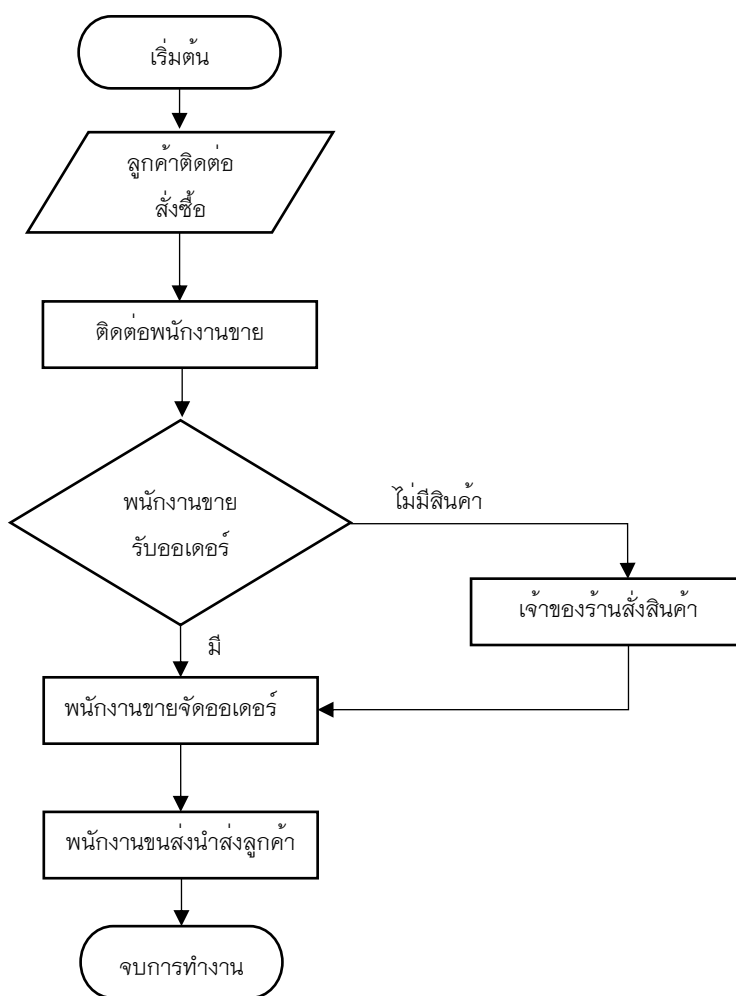 เริ่มต้น
ลูกค้าติดต่อ
สั่งซื้อ
ติดต่อพนักงานขาย
พนักงานขาย
รับออเดอร์
ไม่มีสินค้า
เจ้าของร้านสั่งสินค้า
มี
พนักงานขายจัดออเดอร์
พนักงานขนส่งนำส่งลูกค้า
จบการทำงาน